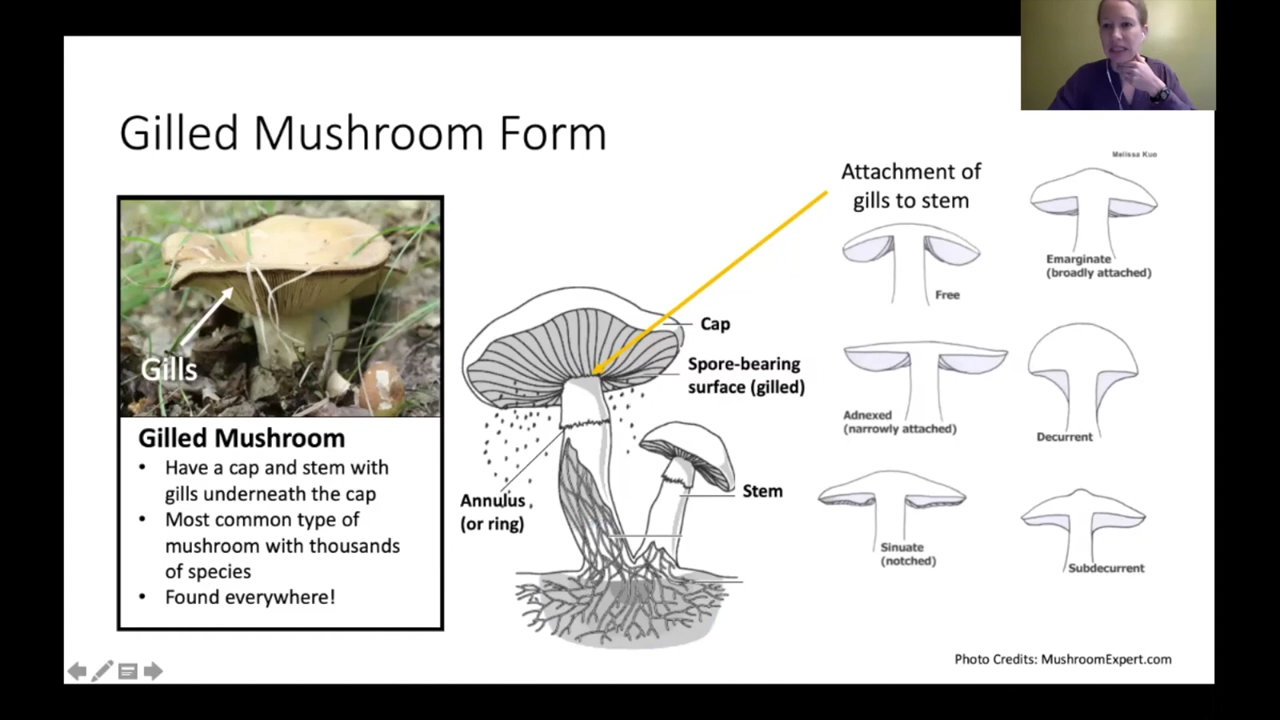 Gilled Mushroom Form
Gills
Gilled Mushroom
• Have a cap and stem with
gills underneath the cap
• Most common type of
mushroom with thousands
of species
• Found everywhere!
Cap
Spore-bearing
surface (gilled)
Annulus
(or ring)
Stem
Attachment of
gills to stem
Melissa Kuo
Free
Emarginate
(broadly attached)
Adnexed
(narrowly attached)
Decurrent
Sinuate
(notched)
Subdecurrent
Photo Credits: MushroomExpert.com